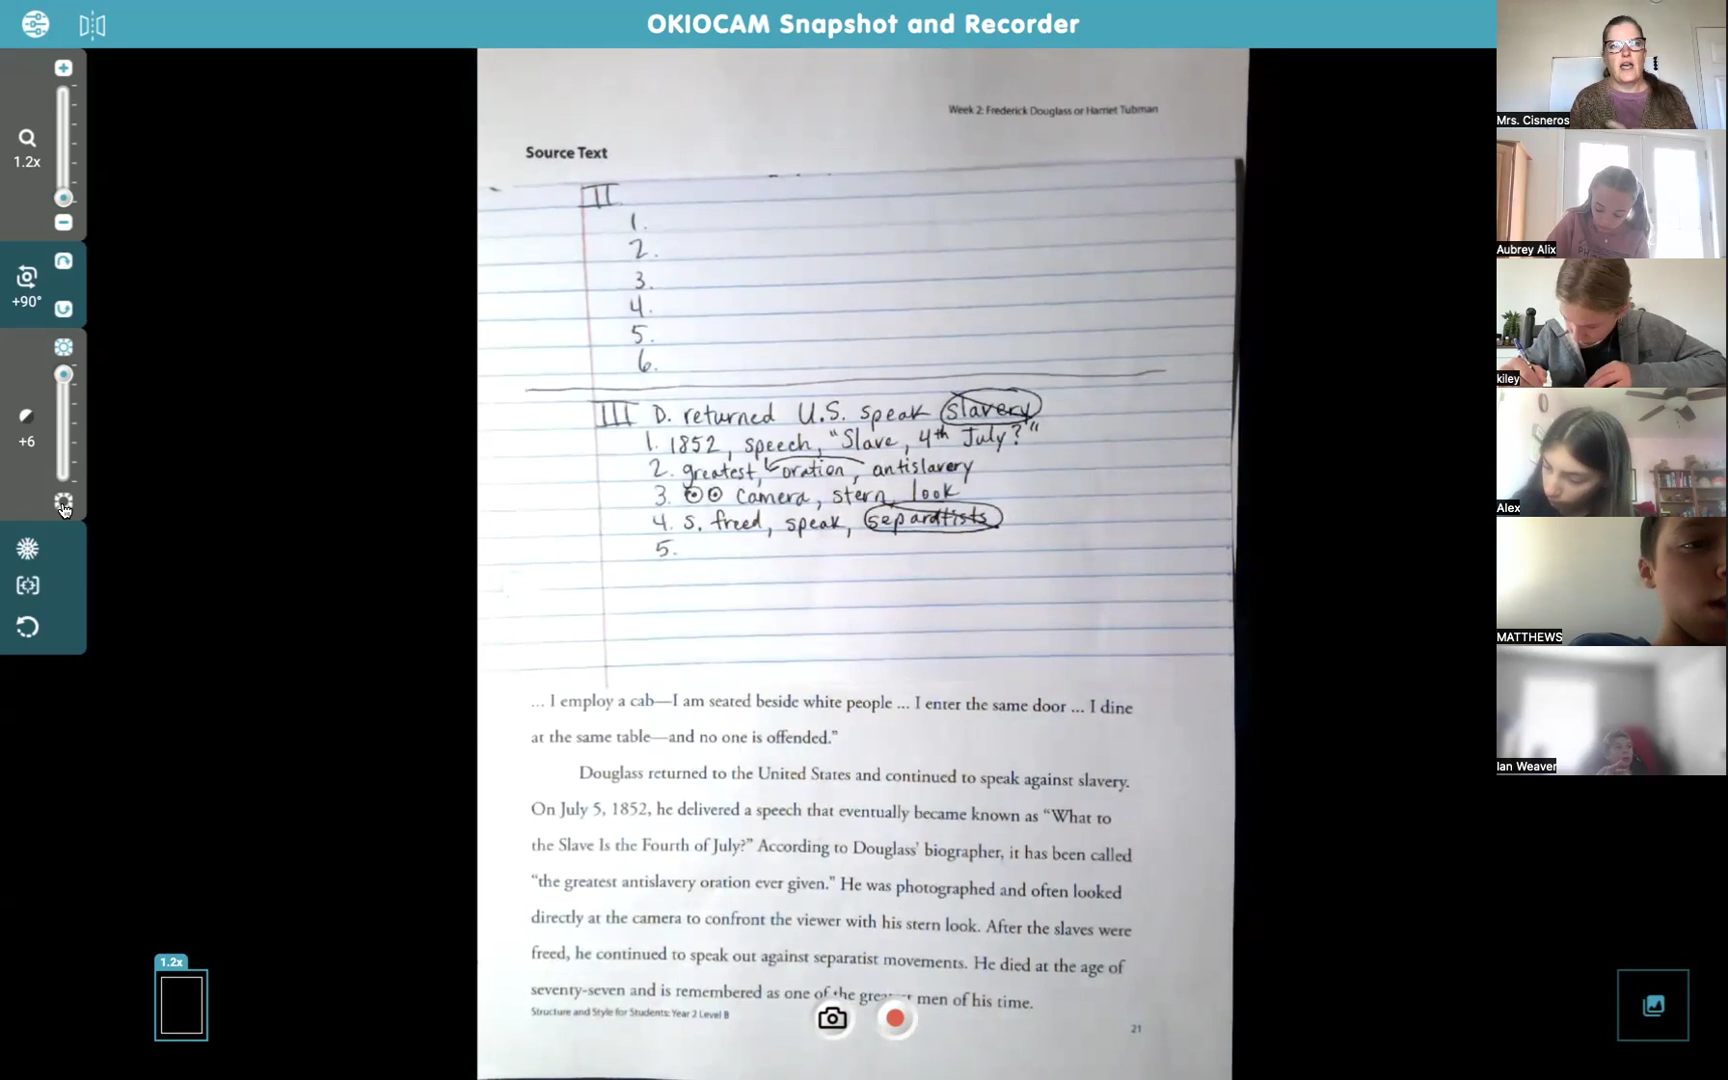 OKIOCAM Snapshot and Recorder
1.2x
+90°
+6
1.2x
Week 2: Frederick Douglass or Harriet Tubman
Source Text
II
1.
2.
3.
4.
5.
6.
III D. returned U.S. speak slavery
1. 1852, speech, "Slave, 4th July?"
2. greatest, oration, antislavery
3. camera, stern look
4. s. freed, speak, separatists
5.
... I employ a cab—I am seated beside white people ... I enter the same door ... I dine
at the same table—and no one is offended.”
Douglass returned to the United States and continued to speak against slavery.
On July 5, 1852, he delivered a speech that eventually became known as “What to
the Slave Is the Fourth of July?” According to Douglass’ biographer, it has been called
“the greatest antislavery oration ever given.” He was photographed and often looked
directly at the camera to confront the viewer with his stern look. After the slaves were
freed, he continued to speak out against separatist movements. He died at the age of
seventy-seven and is remembered as one of the men of his time.
Structure and Style for Students: Year 2 Level B
21
Mrs. Cisneros
Aubrey Alix
kiley
Alex
MATTHEWS
Ian Weaver